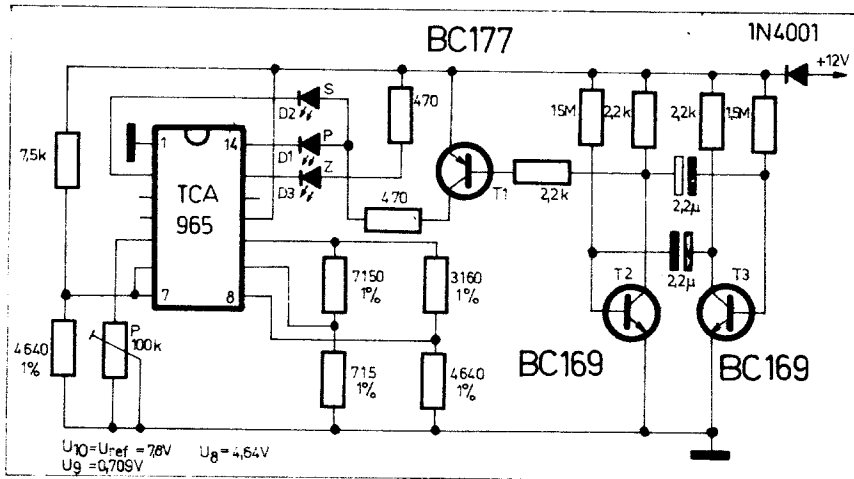 BC177
1N4001
+12V
S
D2
P
D1
Z
D3
470
1
14
TCA
965
7
8
7,5k
470
T1
2,2k
1,5M
2,2k
2,2k
1,5M
2,2µ
2,2µ
T2
T3
7150
1%
3160
1%
P
100k
4640
1%
715
1%
4640
1%
BC169
BC169
U10=Uref =7,8V U8=4,64V
U9=0,709V